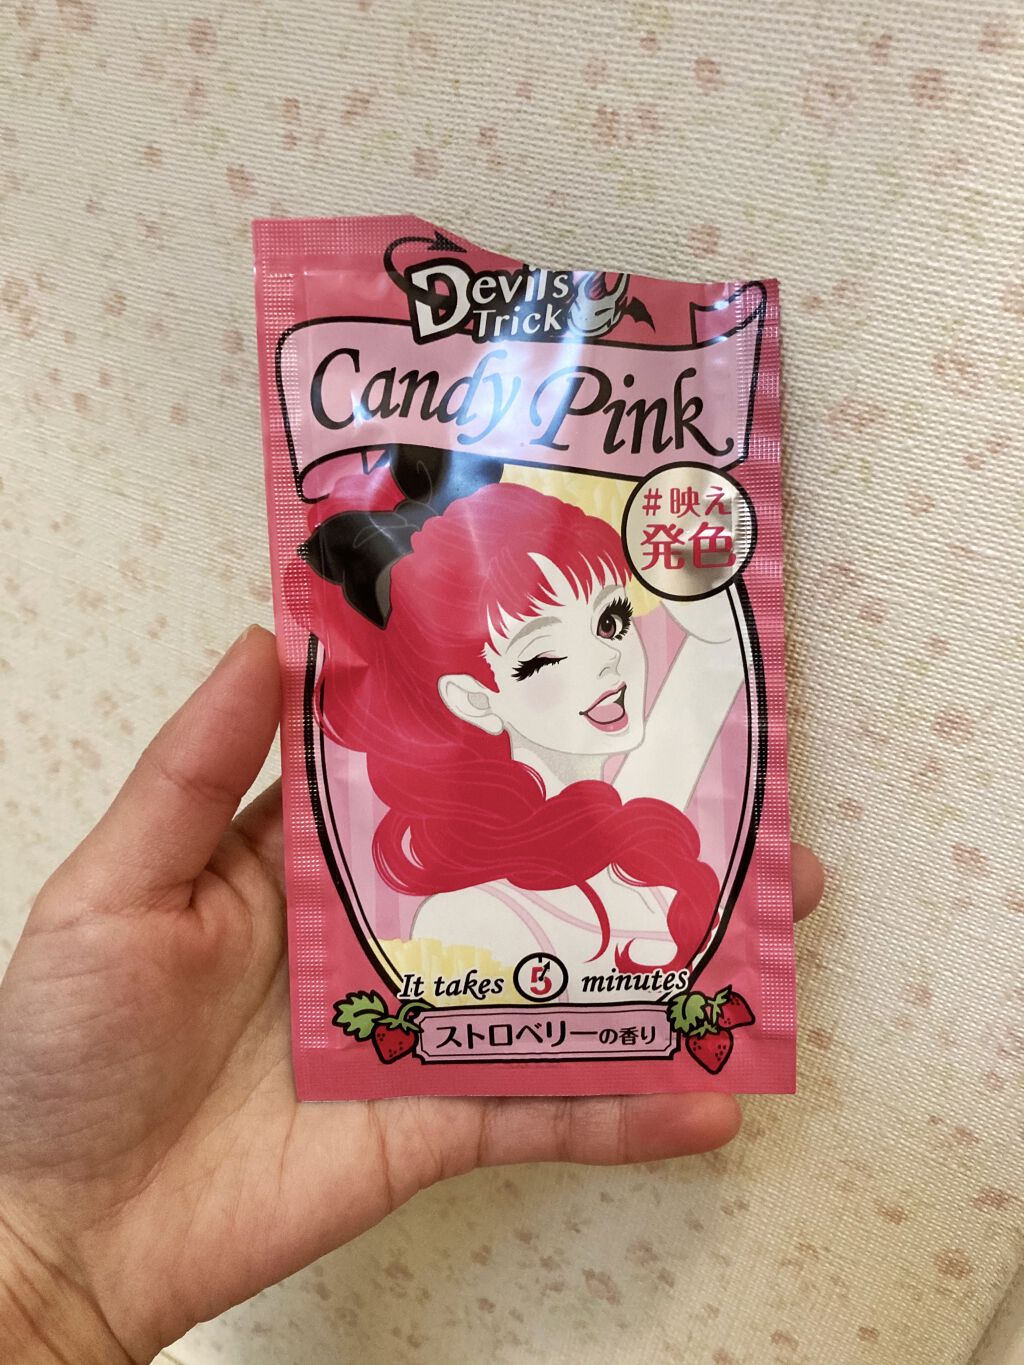 Devil's
Trick
Candy Pink
#映え
発色
It takes 5 minutes
ストロベリーの香り